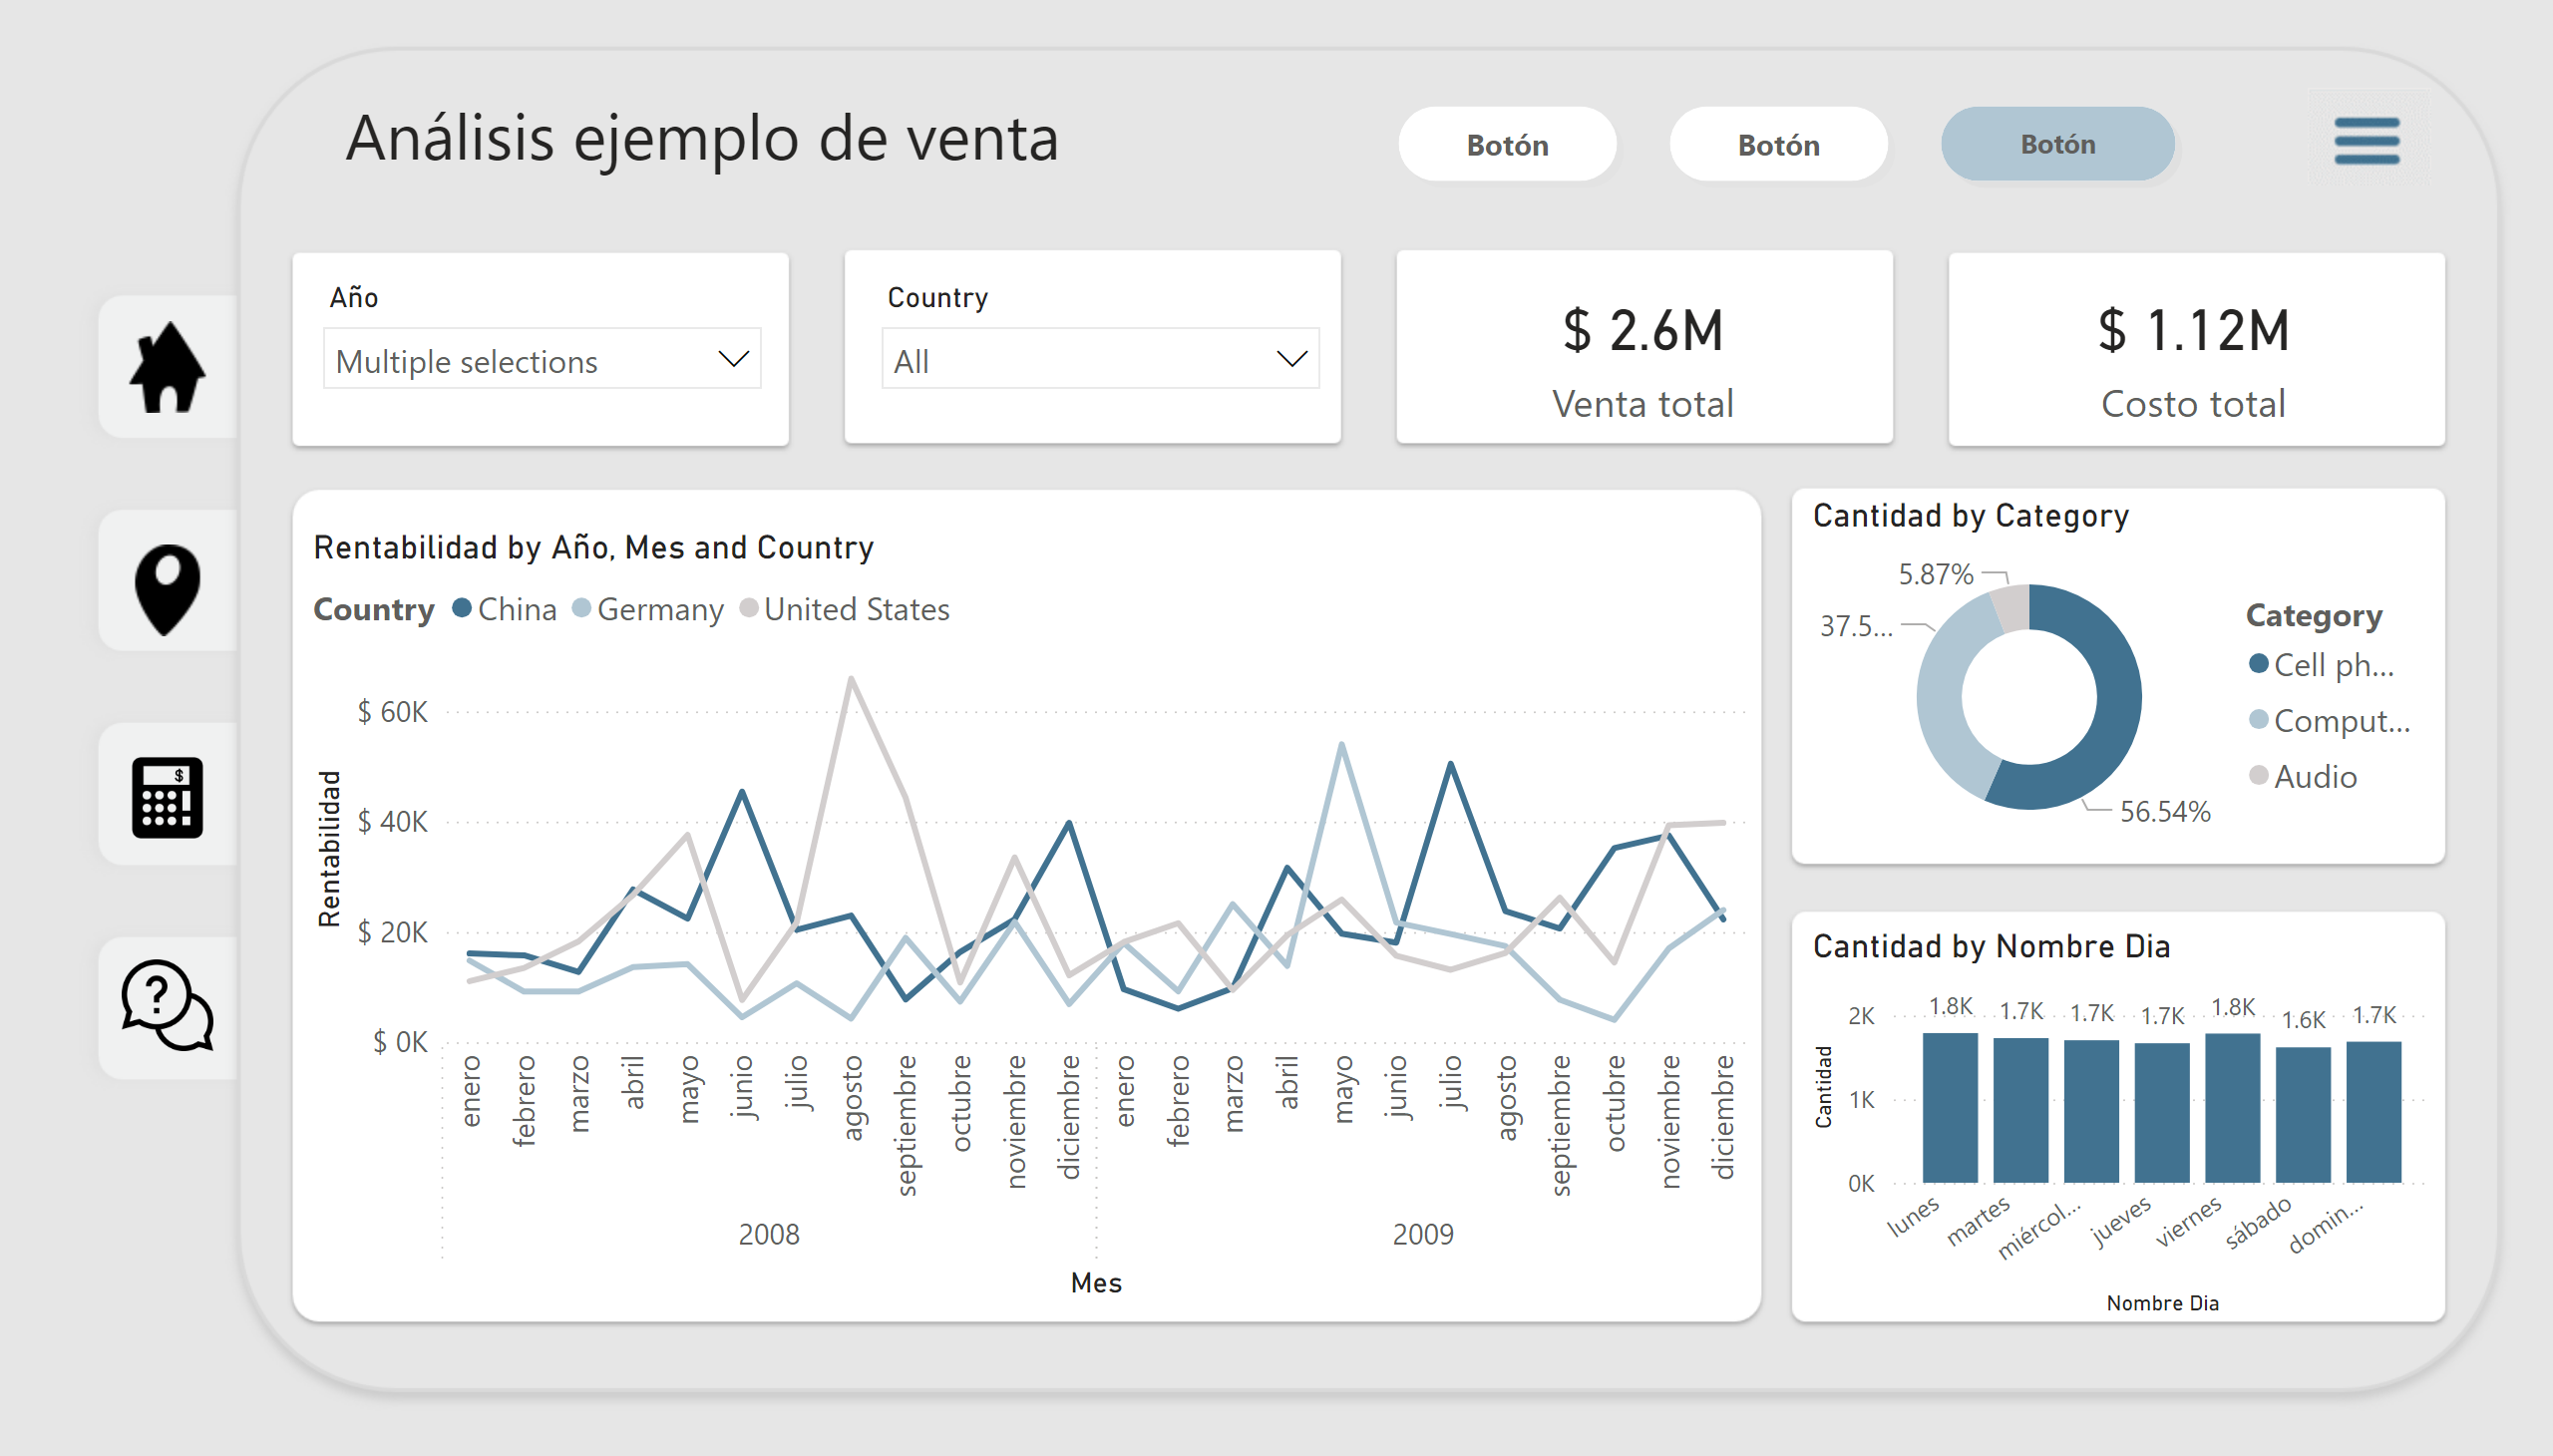 Análisis ejemplo de venta
Botón
Botón
Botón
Año
Multiple selections
Country
All
$ 2.6M
Venta total
$ 1.12M
Costo total
Rentabilidad by Año, Mes and Country
Country China Germany United States
Rentabilidad
$ 60K
$ 40K
$ 20K
$ 0K
enero
febrero
marzo
abril
mayo
junio
julio
agosto
septiembre
octubre
noviembre
diciembre
enero
febrero
marzo
abril
mayo
junio
julio
agosto
septiembre
octubre
noviembre
diciembre
2008
2009
Mes
Cantidad by Category
5.87%
37.5...
56.54%
Category
Cell ph...
Comput...
Audio
Cantidad by Nombre Dia
Cantidad
2K
1K
0K
1.8K
1.7K
1.7K
1.7K
1.8K
1.6K
1.7K
lunes
martes
miércol...
jueves
viernes
sábado
domin...
Nombre Dia
$
?